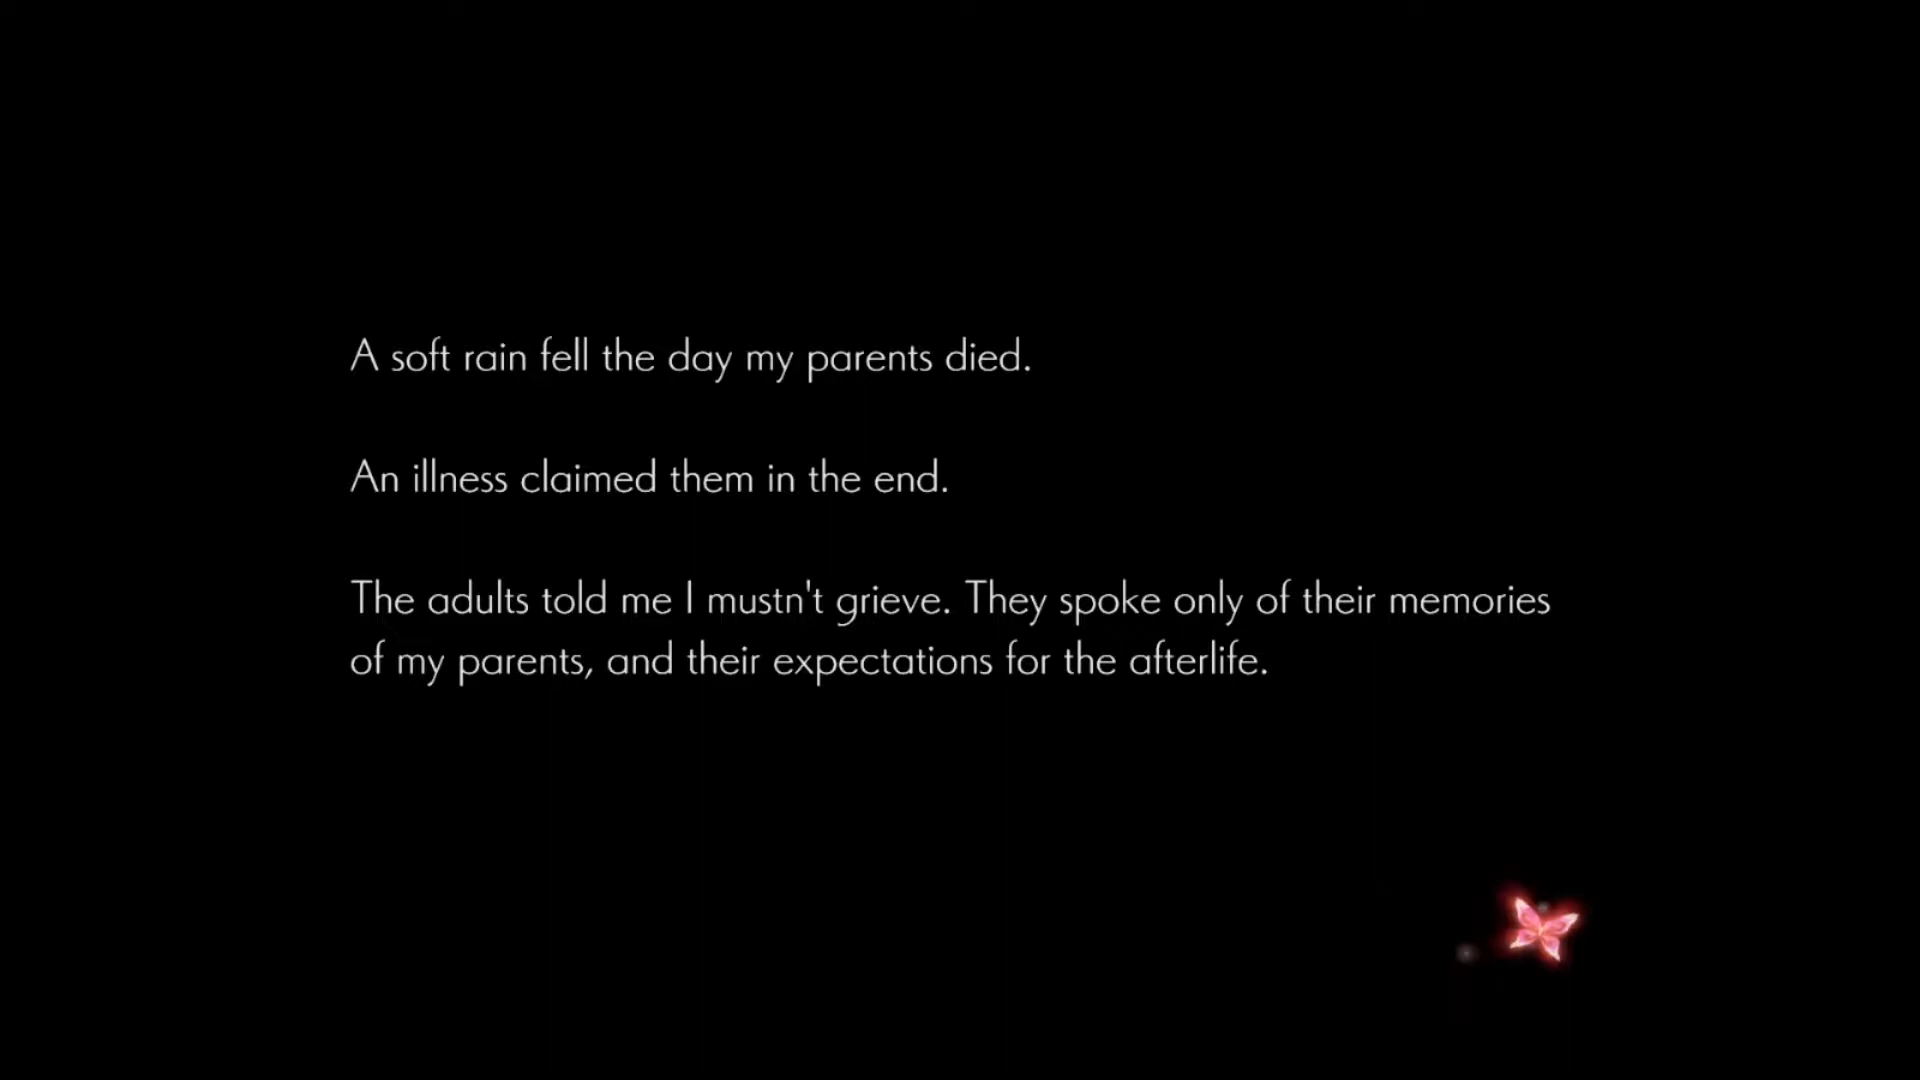 A soft rain fell the day my parents died.
An illness claimed them in the end.
The adults told me I mustn't grieve. They spoke only of their memories
of my parents, and their expectations for the afterlife.